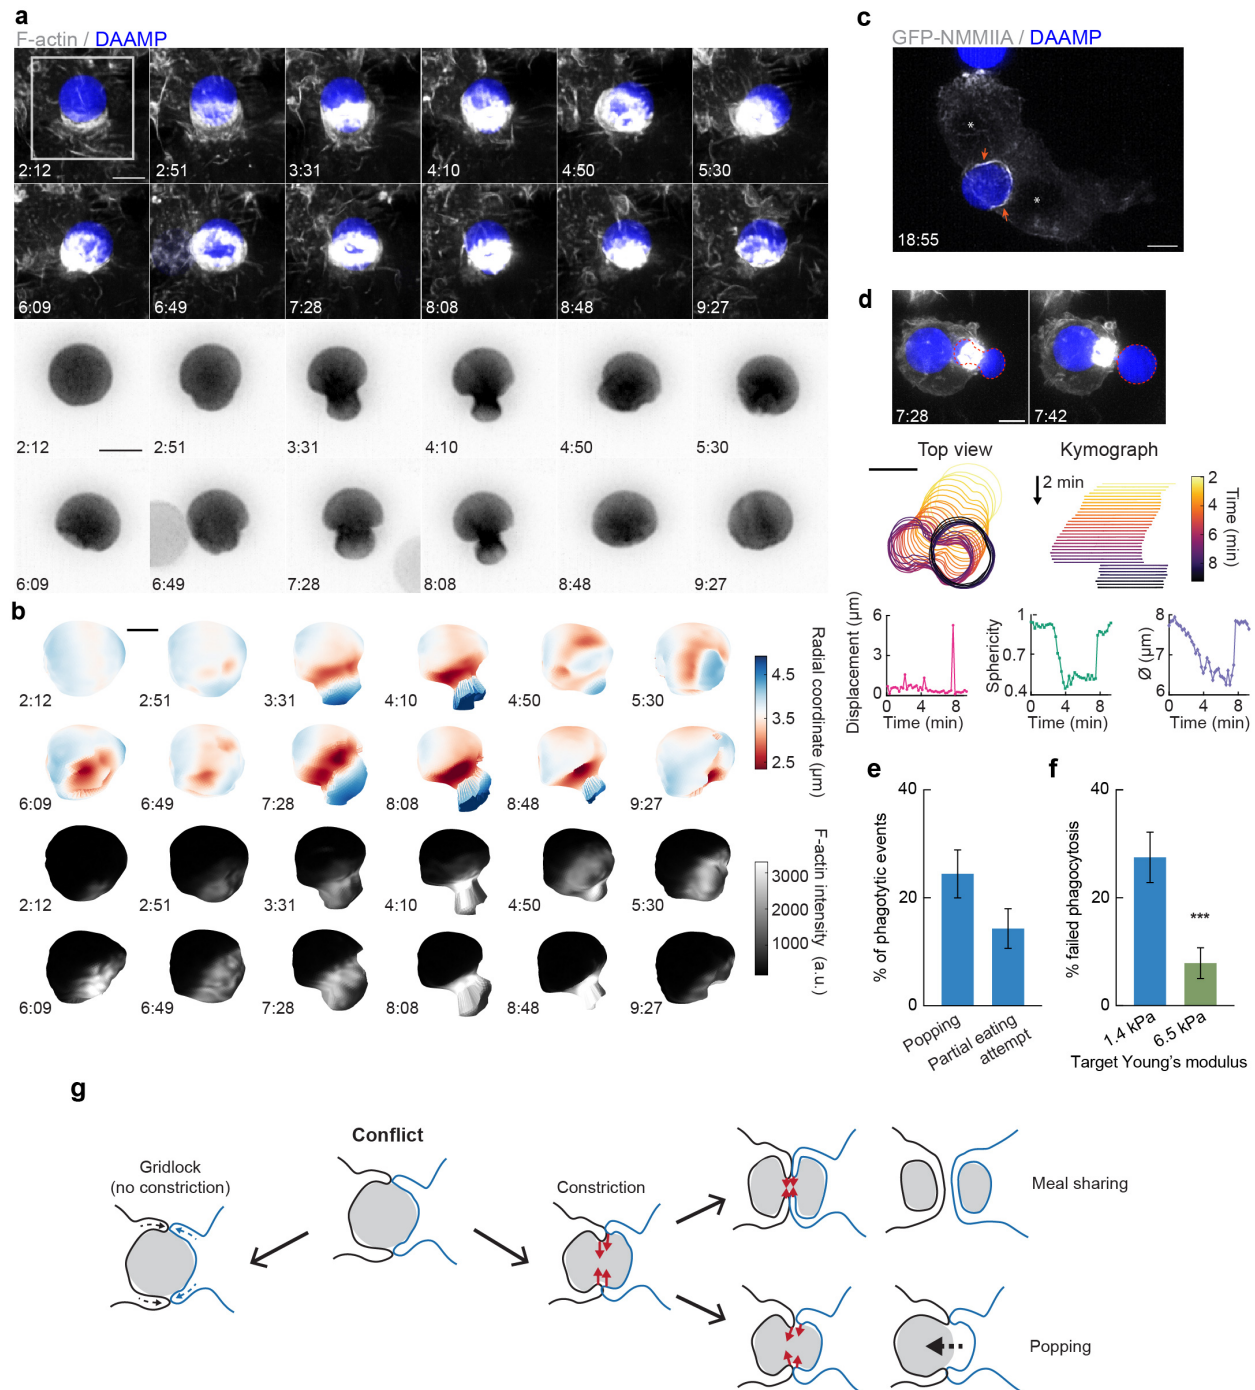 a
F-actin / DAAMP
2:12 2:51 3:31 4:10 4:50 5:30
6:09 6:49 7:28 8:08 8:48 9:27
2:12 2:51 3:31 4:10 4:50 5:30
6:09 6:49 7:28 8:08 8:48 9:27
b
2:12 2:51 3:31 4:10 4:50 5:30
6:09 6:49 7:28 8:08 8:48 9:27
4.5
3.5
2.5
Radial coordinate (µm)
2:12 2:51 3:31 4:10 4:50 5:30
6:09 6:49 7:28 8:08 8:48 9:27
3000
2000
1000
F-actin intensity (a.u.)
c
GFP-NMMIIA / DAAMP
*
*
18:55
d
7:28 7:42
Top view
Kymograph
2 min
2
4
6
8
Time (min)
Displacement (µm)
6
3
0
0 4 8
Time (min)
Sphericity
1
0.7
0.4
0 4 8
Time (min)
Ø (µm)
8
7
6
0 4 8
Time (min)
e
% of phagotytic events
40
20
0
Popping
Partial eating
attempt
f
% failed phagocytosis
40
20
0
***
1.4 kPa
6.5 kPa
Target Young's modulus
g
Conflict
Gridlock
(no constriction)
Constriction
Meal sharing
Popping